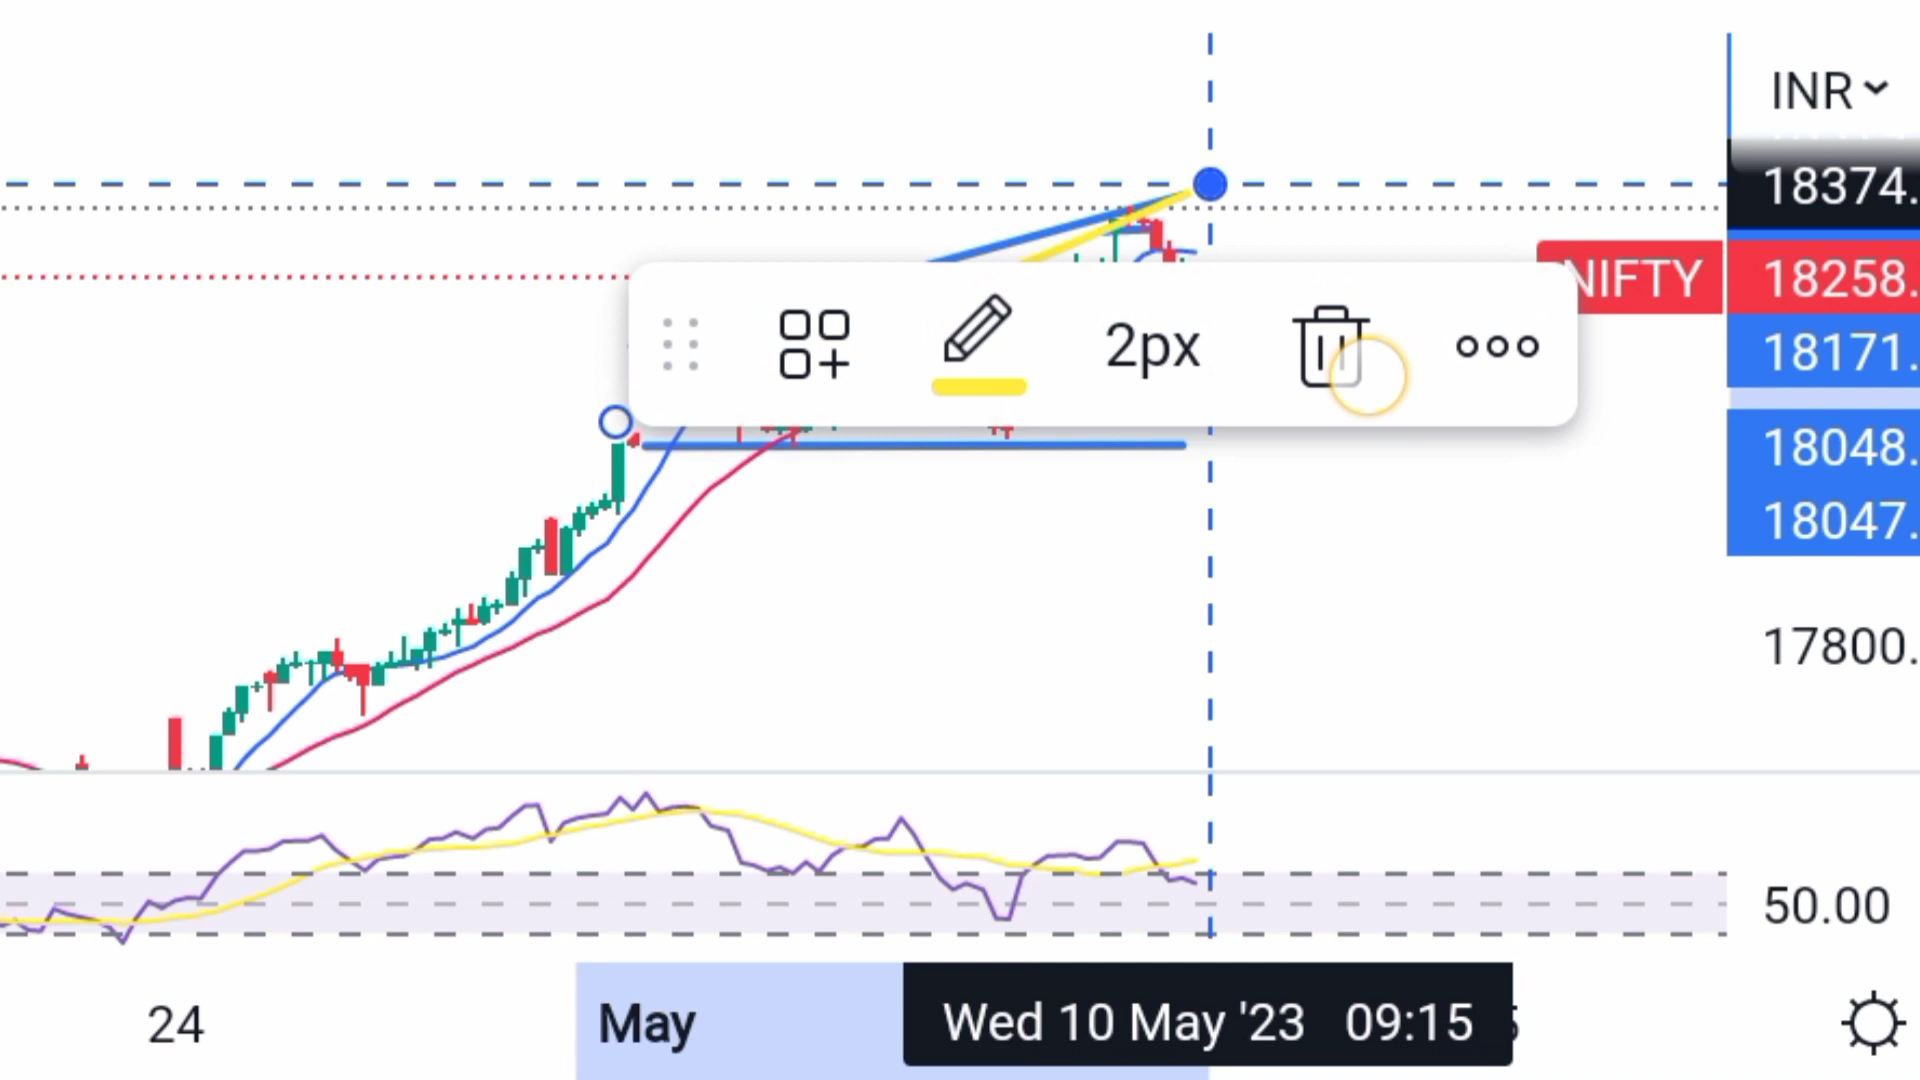 INR
18374.
NIFTY 18258.
2px
18171.
18048.
18047.
17800.
50.00
24 May Wed 10 May '23 09:15